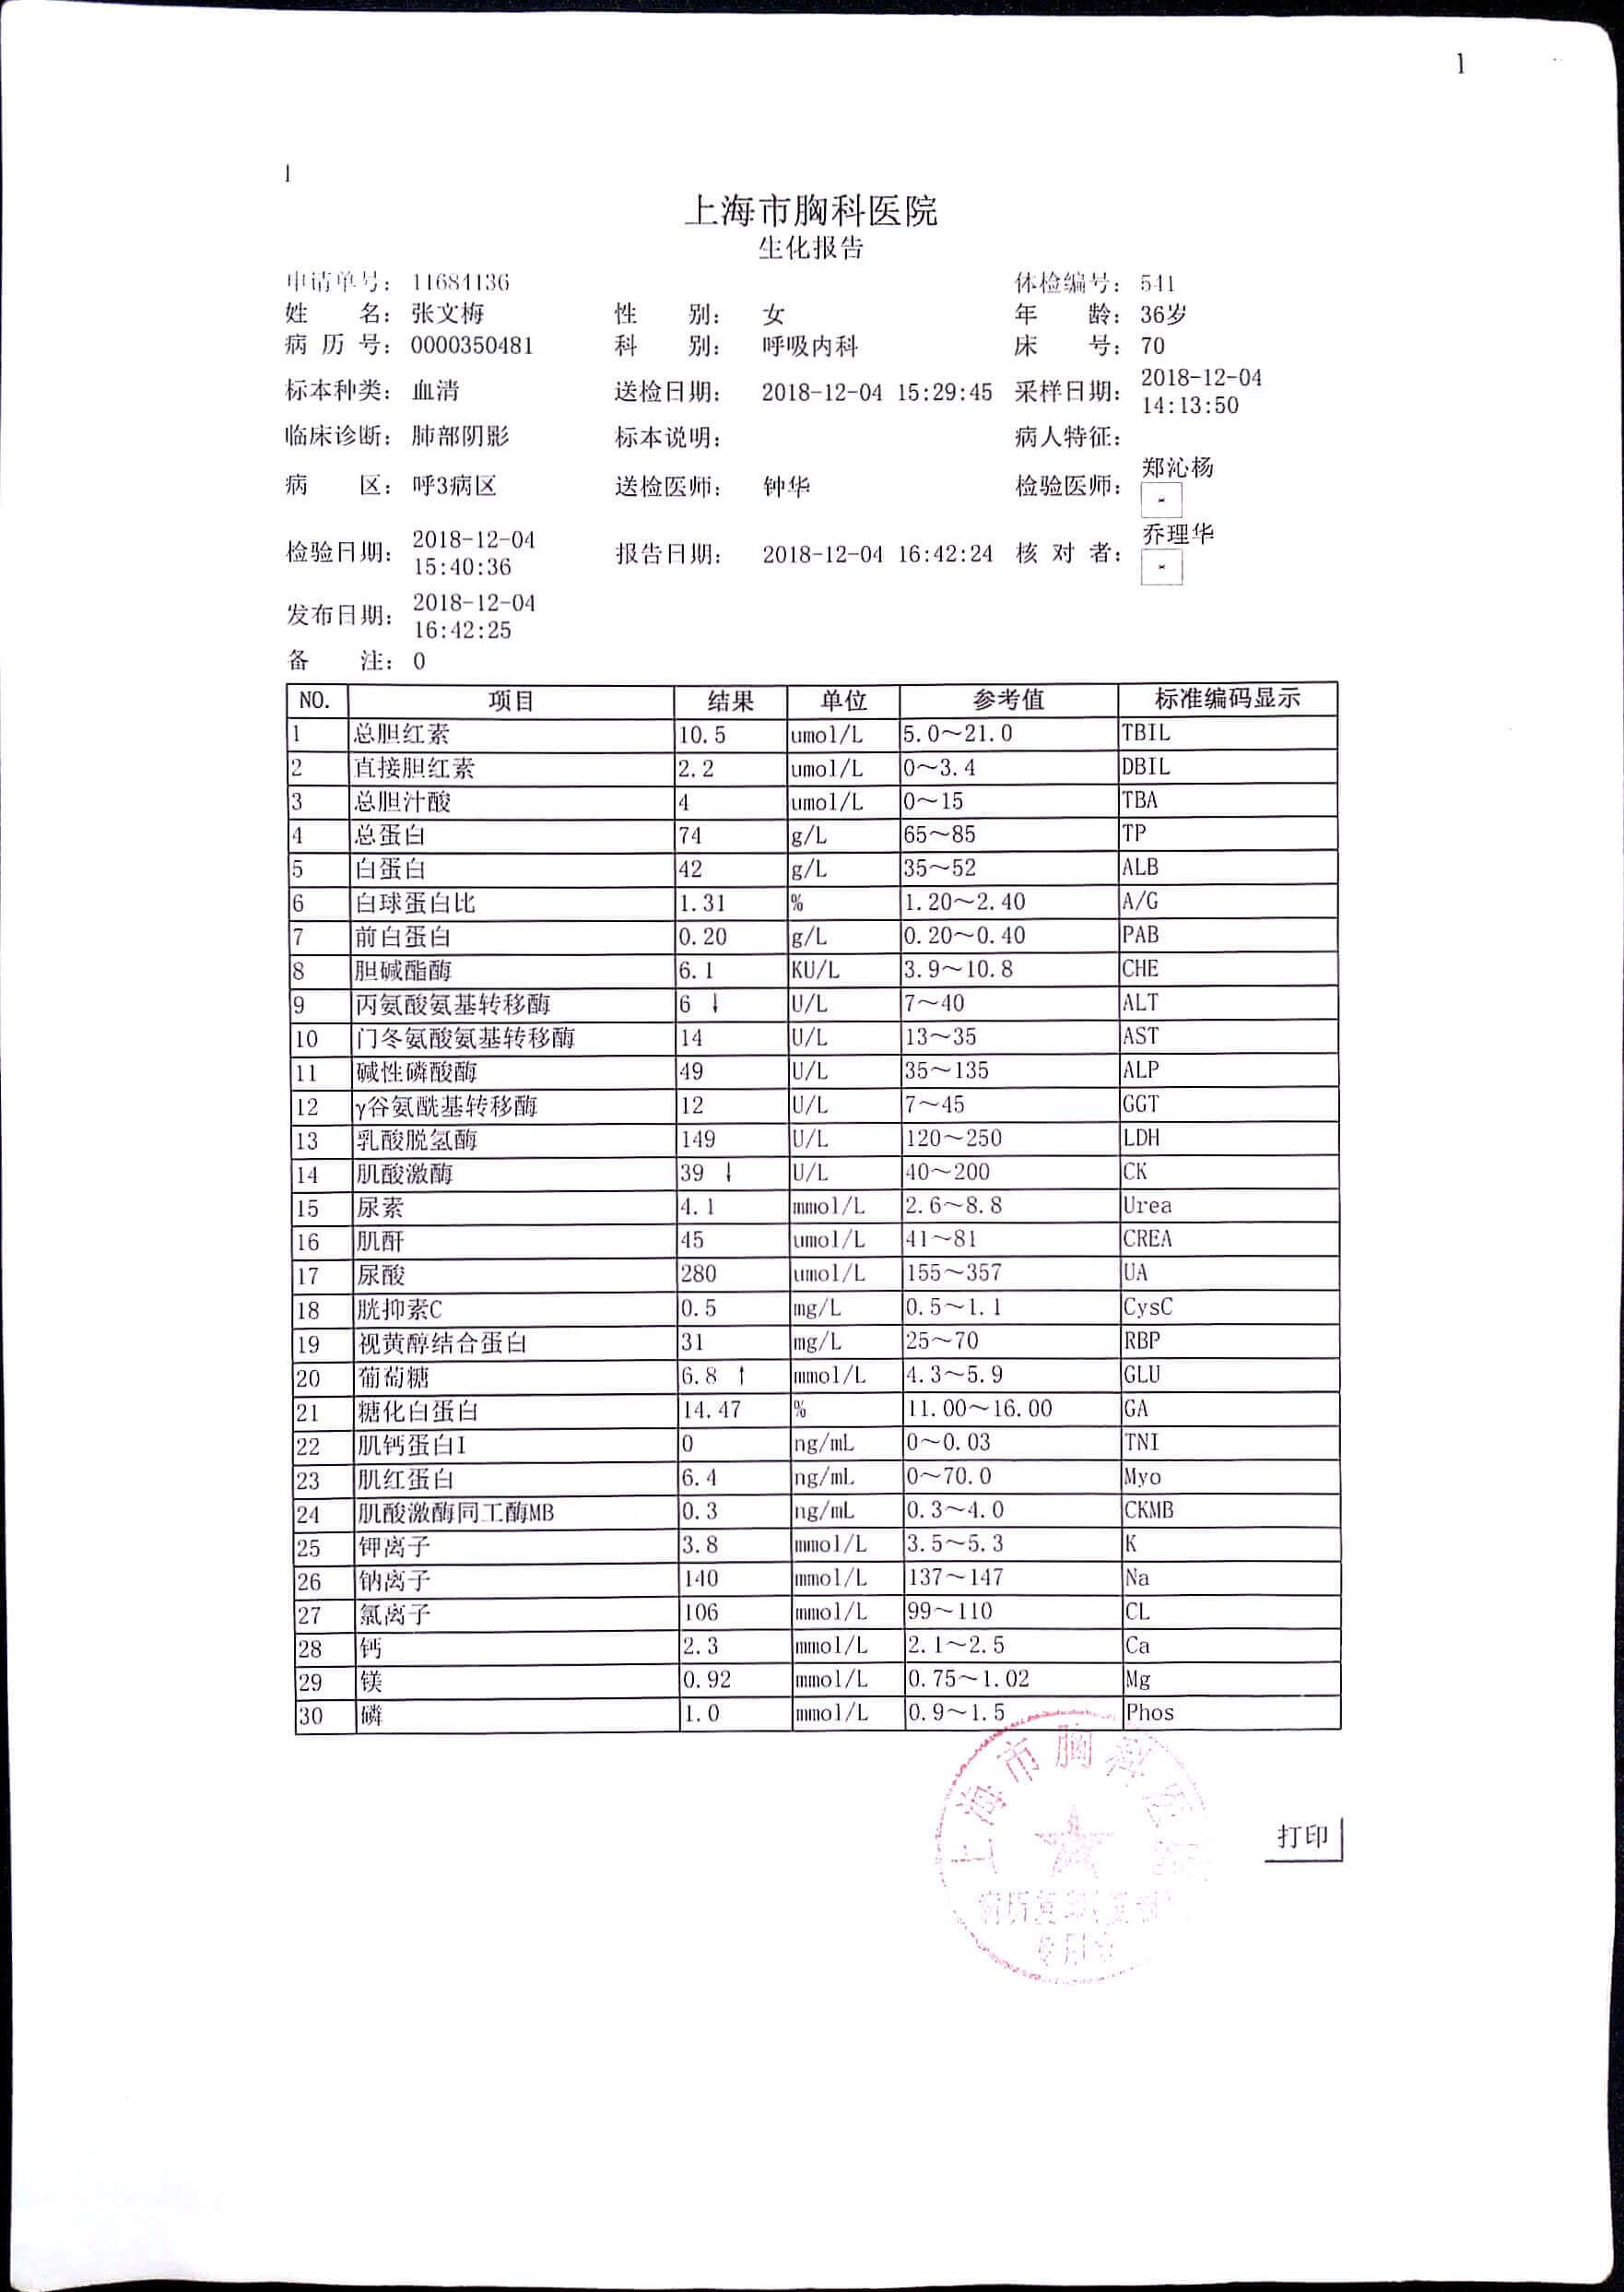 1
1
上海市胸科医院
生化报告
申请单号： 11684136 体检编号： 541
姓 名： 张文梅 性 别： 女 年 龄： 36岁
病 历 号： 0000350481 科 别： 呼吸内科 床 号： 70
标本种类： 血清 送检日期： 2018-12-04 15:29:45 采样日期： 2018-12-04
14:13:50
临床诊断： 肺部阴影 标本说明： 病人特征：
病 区： 呼3病区 送检医师： 钟华 检验医师： 郑沁杨
检验日期： 2018-12-04
15:40:36 报告日期： 2018-12-04 16:42:24 核 对 者： 乔理华
发布日期： 2018-12-04
16:42:25
备 注： 0
NO. 项目 结果 单位 参考值 标准编码显示
1 总胆红素 10.5 umol/L 5.0～21.0 TBIL
2 直接胆红素 2.2 umol/L 0～3.4 DBIL
3 总胆汁酸 4 umol/L 0～15 TBA
4 总蛋白 74 g/L 65～85 TP
5 白蛋白 42 g/L 35～52 ALB
6 白球蛋白比 1.31 % 1.20～2.40 A/G
7 前白蛋白 0.20 g/L 0.20～0.40 PAB
8 胆碱酯酶 6.1 KU/L 3.9～10.8 CHE
9 丙氨酸氨基转移酶 6 ↓ U/L 7～40 ALT
10 门冬氨酸氨基转移酶 14 U/L 13～35 AST
11 碱性磷酸酶 49 U/L 35～135 ALP
12 γ谷氨酰基转移酶 12 U/L 7～45 GGT
13 乳酸脱氢酶 149 U/L 120～250 LDH
14 肌酸激酶 39 ↓ U/L 40～200 CK
15 尿素 4.1 mmol/L 2.6～8.8 Urea
16 肌酐 45 umol/L 41～81 CREA
17 尿酸 280 umol/L 155～357 UA
18 胱抑素C 0.5 mg/L 0.5～1.1 CysC
19 视黄醇结合蛋白 31 mg/L 25～70 RBP
20 葡萄糖 6.8 ↑ mmol/L 4.3～5.9 GLU
21 糖化白蛋白 14.47 % 11.00～16.00 GA
22 肌钙蛋白I 0 ng/mL 0～0.03 TNI
23 肌红蛋白 6.4 ng/mL 0～70.0 Myo
24 肌酸激酶同工酶MB 0.3 ng/mL 0.3～4.0 CKMB
25 钾离子 3.8 mmol/L 3.5～5.3 K
26 钠离子 140 mmol/L 137～147 Na
27 氯离子 106 mmol/L 99～110 CL
28 钙 2.3 mmol/L 2.1～2.5 Ca
29 镁 0.92 mmol/L 0.75～1.02 Mg
30 磷 1.0 mmol/L 0.9～1.5 Phos
上海市胸科医院
专用章
打印